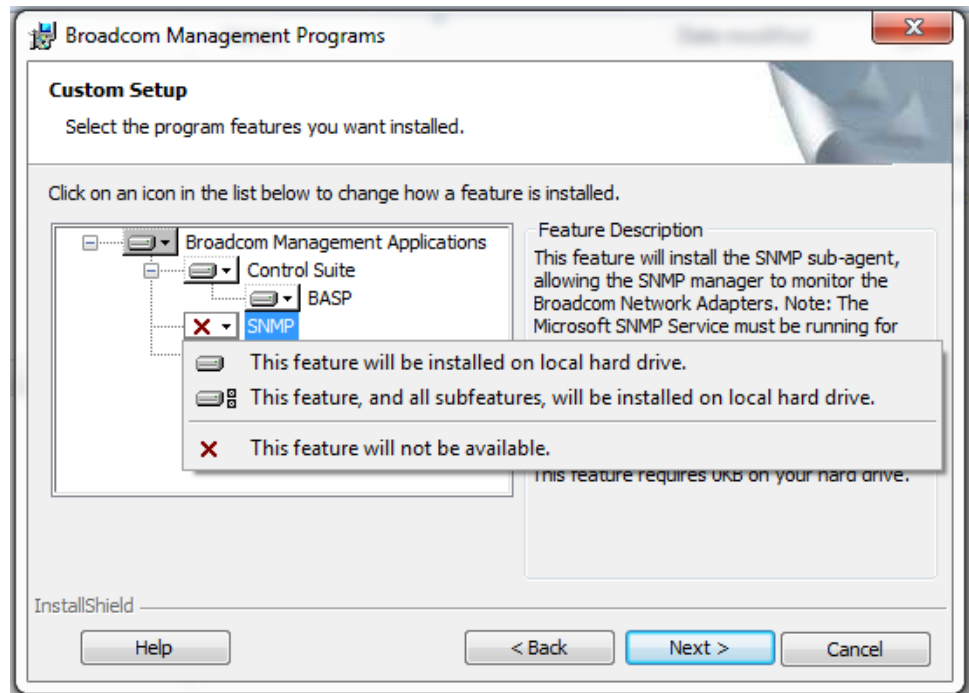 Broadcom Management Programs
Custom Setup
Select the program features you want installed.
Click on an icon in the list below to change how a feature is installed.
Broadcom Management Applications
Control Suite
BASP
SNMP
Feature Description
This feature will install the SNMP sub-agent,
allowing the SNMP manager to monitor the
Broadcom Network Adapters. Note: The
Microsoft SNMP Service must be running for
This feature will be installed on local hard drive.
This feature, and all subfeatures, will be installed on local hard drive.
This feature will not be available.
This feature requires 0KB on your hard drive.
InstallShield
Help
< Back
Next >
Cancel